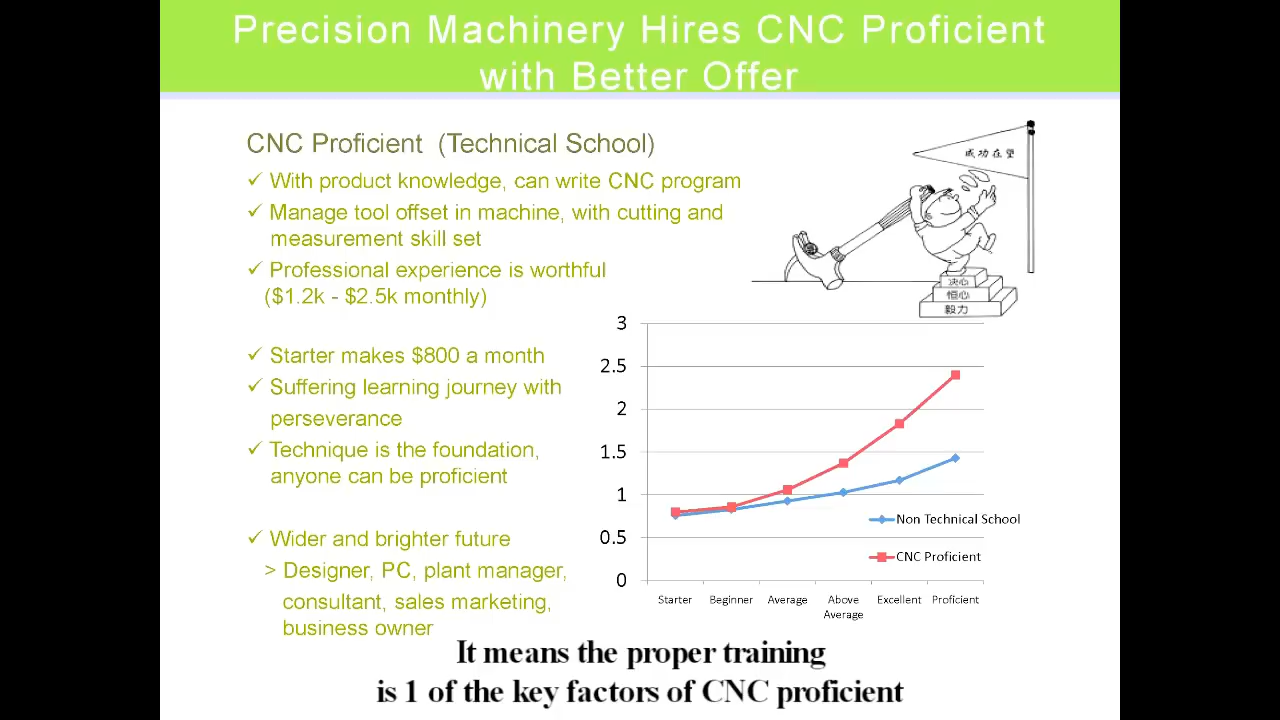 Precision Machinery Hires CNC Proficient
with Better Offer
CNC Proficient (Technical School)
✓ With product knowledge, can write CNC program
✓ Manage tool offset in machine, with cutting and
measurement skill set
✓ Professional experience is worthful
($1.2k - $2.5k monthly)
✓ Starter makes $800 a month
✓ Suffering learning journey with
perseverance
✓ Technique is the foundation,
anyone can be proficient
✓ Wider and brighter future
> Designer, PC, plant manager,
consultant, sales marketing,
business owner
成功在望
决心
恒心
毅力
3
2.5
2
1.5
1
0.5
0
Starter Beginner Average Above Average Excellent Proficient
Non Technical School
CNC Proficient
It means the proper training
is 1 of the key factors of CNC proficient